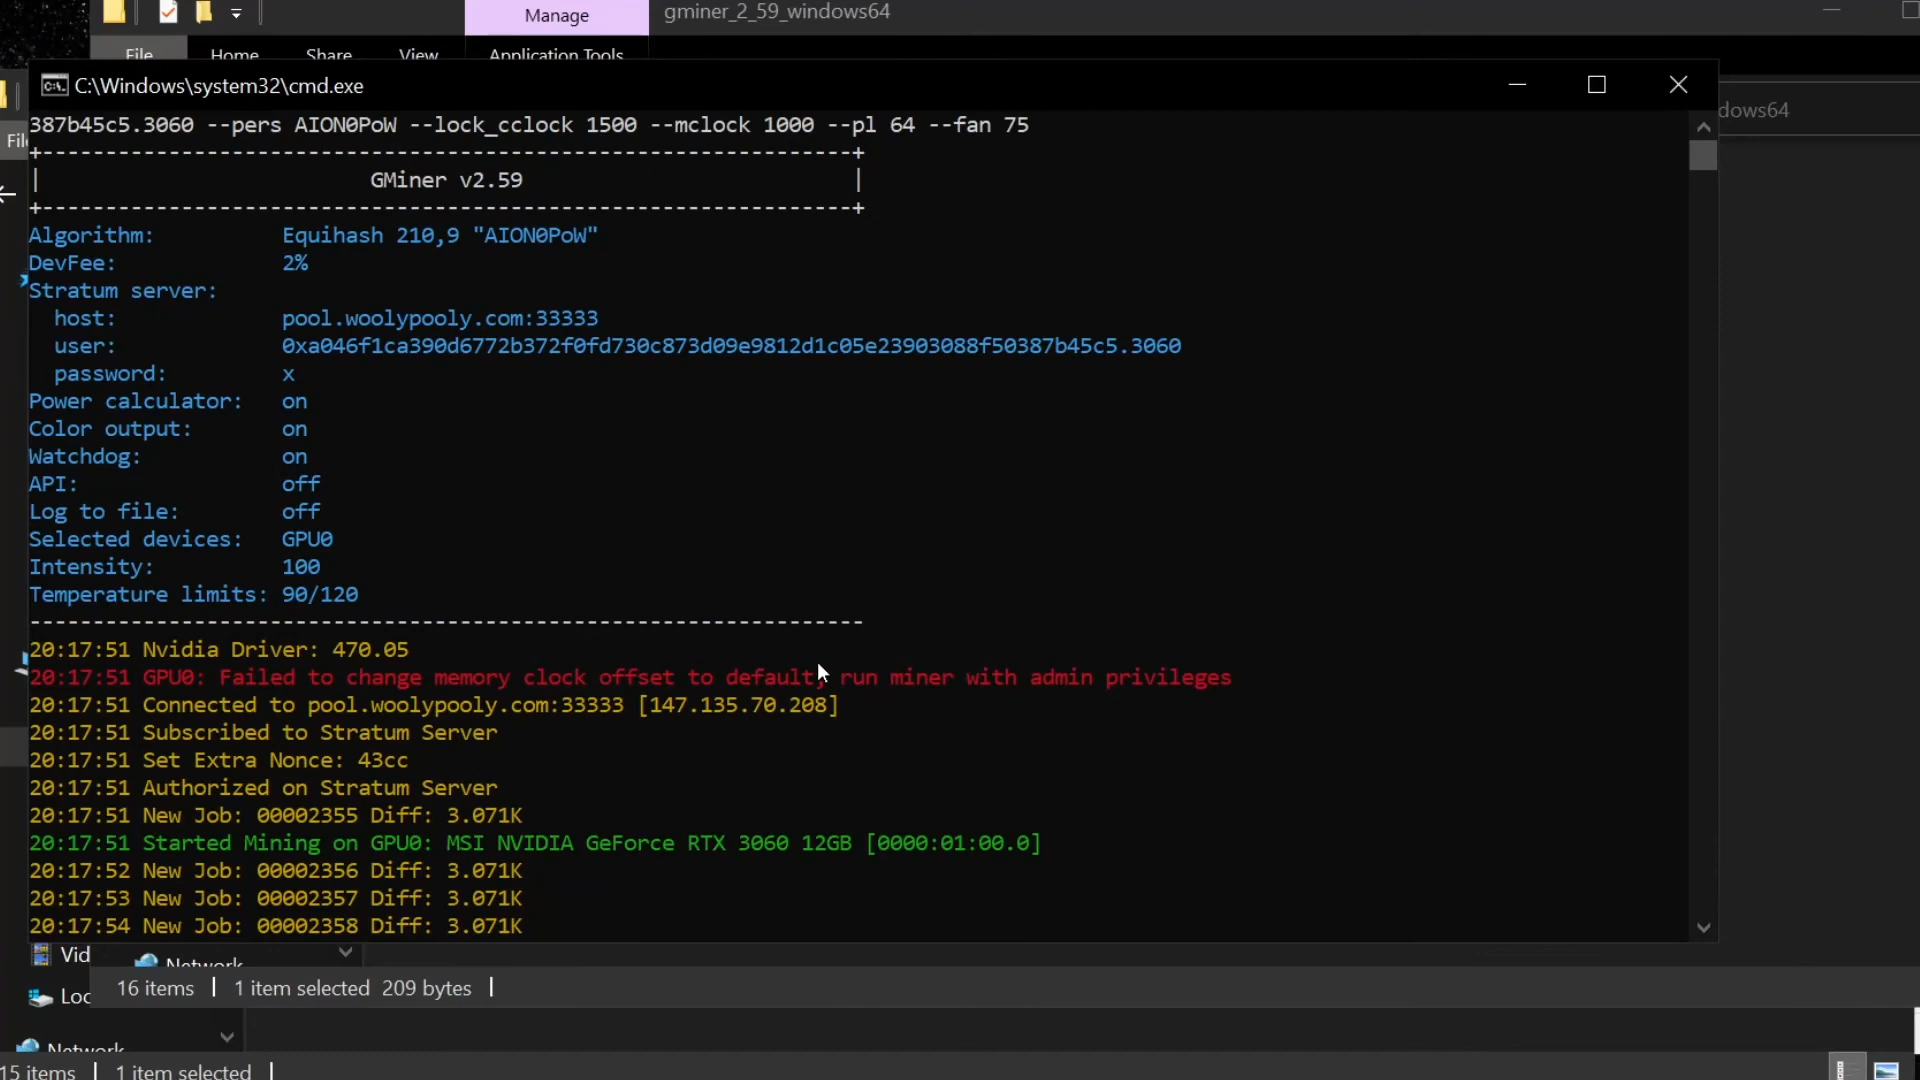 Manage
gminer_2_59_windows64
File Home Share View Application Tools
C:\Windows\system32\cmd.exe
dows64
387b45c5.3060 --pers AION0PoW --lock_cclock 1500 --mclock 1000 --pl 64 --fan 75
+----------------------------------------------------------------+
| GMiner v2.59 |
+----------------------------------------------------------------+
Algorithm: Equihash 210,9 "AION0PoW"
DevFee: 2%
Stratum server:
host: pool.woolypooly.com:33333
user: 0xa046f1ca390d6772b372f0fd730c873d09e9812d1c05e23903088f50387b45c5.3060
password: x
Power calculator: on
Color output: on
Watchdog: on
API: off
Log to file: off
Selected devices: GPU0
Intensity: 100
Temperature limits: 90/120
------------------------------------------------------------------
20:17:51 Nvidia Driver: 470.05
20:17:51 GPU0: Failed to change memory clock offset to default, run miner with admin privileges
20:17:51 Connected to pool.woolypooly.com:33333 [147.135.70.208]
20:17:51 Subscribed to Stratum Server
20:17:51 Set Extra Nonce: 43cc
20:17:51 Authorized on Stratum Server
20:17:51 New Job: 00002355 Diff: 3.071K
20:17:51 Started Mining on GPU0: MSI NVIDIA GeForce RTX 3060 12GB [0000:01:00.0]
20:17:52 New Job: 00002356 Diff: 3.071K
20:17:53 New Job: 00002357 Diff: 3.071K
20:17:54 New Job: 00002358 Diff: 3.071K
Vid
Network
Loc
16 items | 1 item selected 209 bytes |
Network
15 items | 1 item selected |